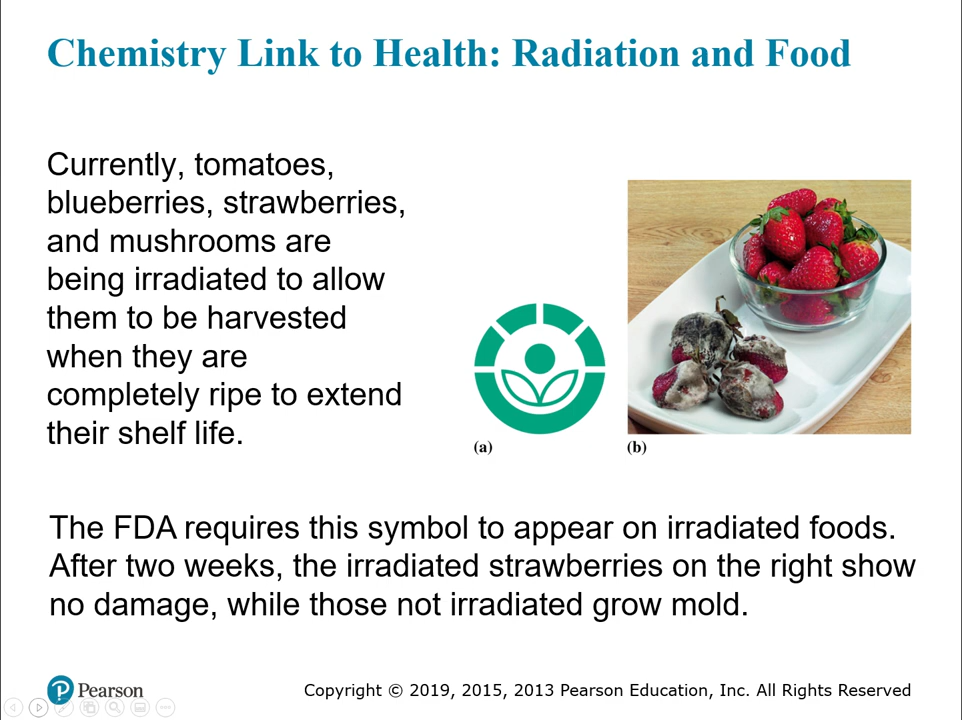 Chemistry Link to Health: Radiation and Food
Currently, tomatoes,
blueberries, strawberries,
and mushrooms are
being irradiated to allow
them to be harvested
when they are
completely ripe to extend
their shelf life.
(a)
(b)
The FDA requires this symbol to appear on irradiated foods.
After two weeks, the irradiated strawberries on the right show
no damage, while those not irradiated grow mold.
Pearson
Copyright © 2019, 2015, 2013 Pearson Education, Inc. All Rights Reserved